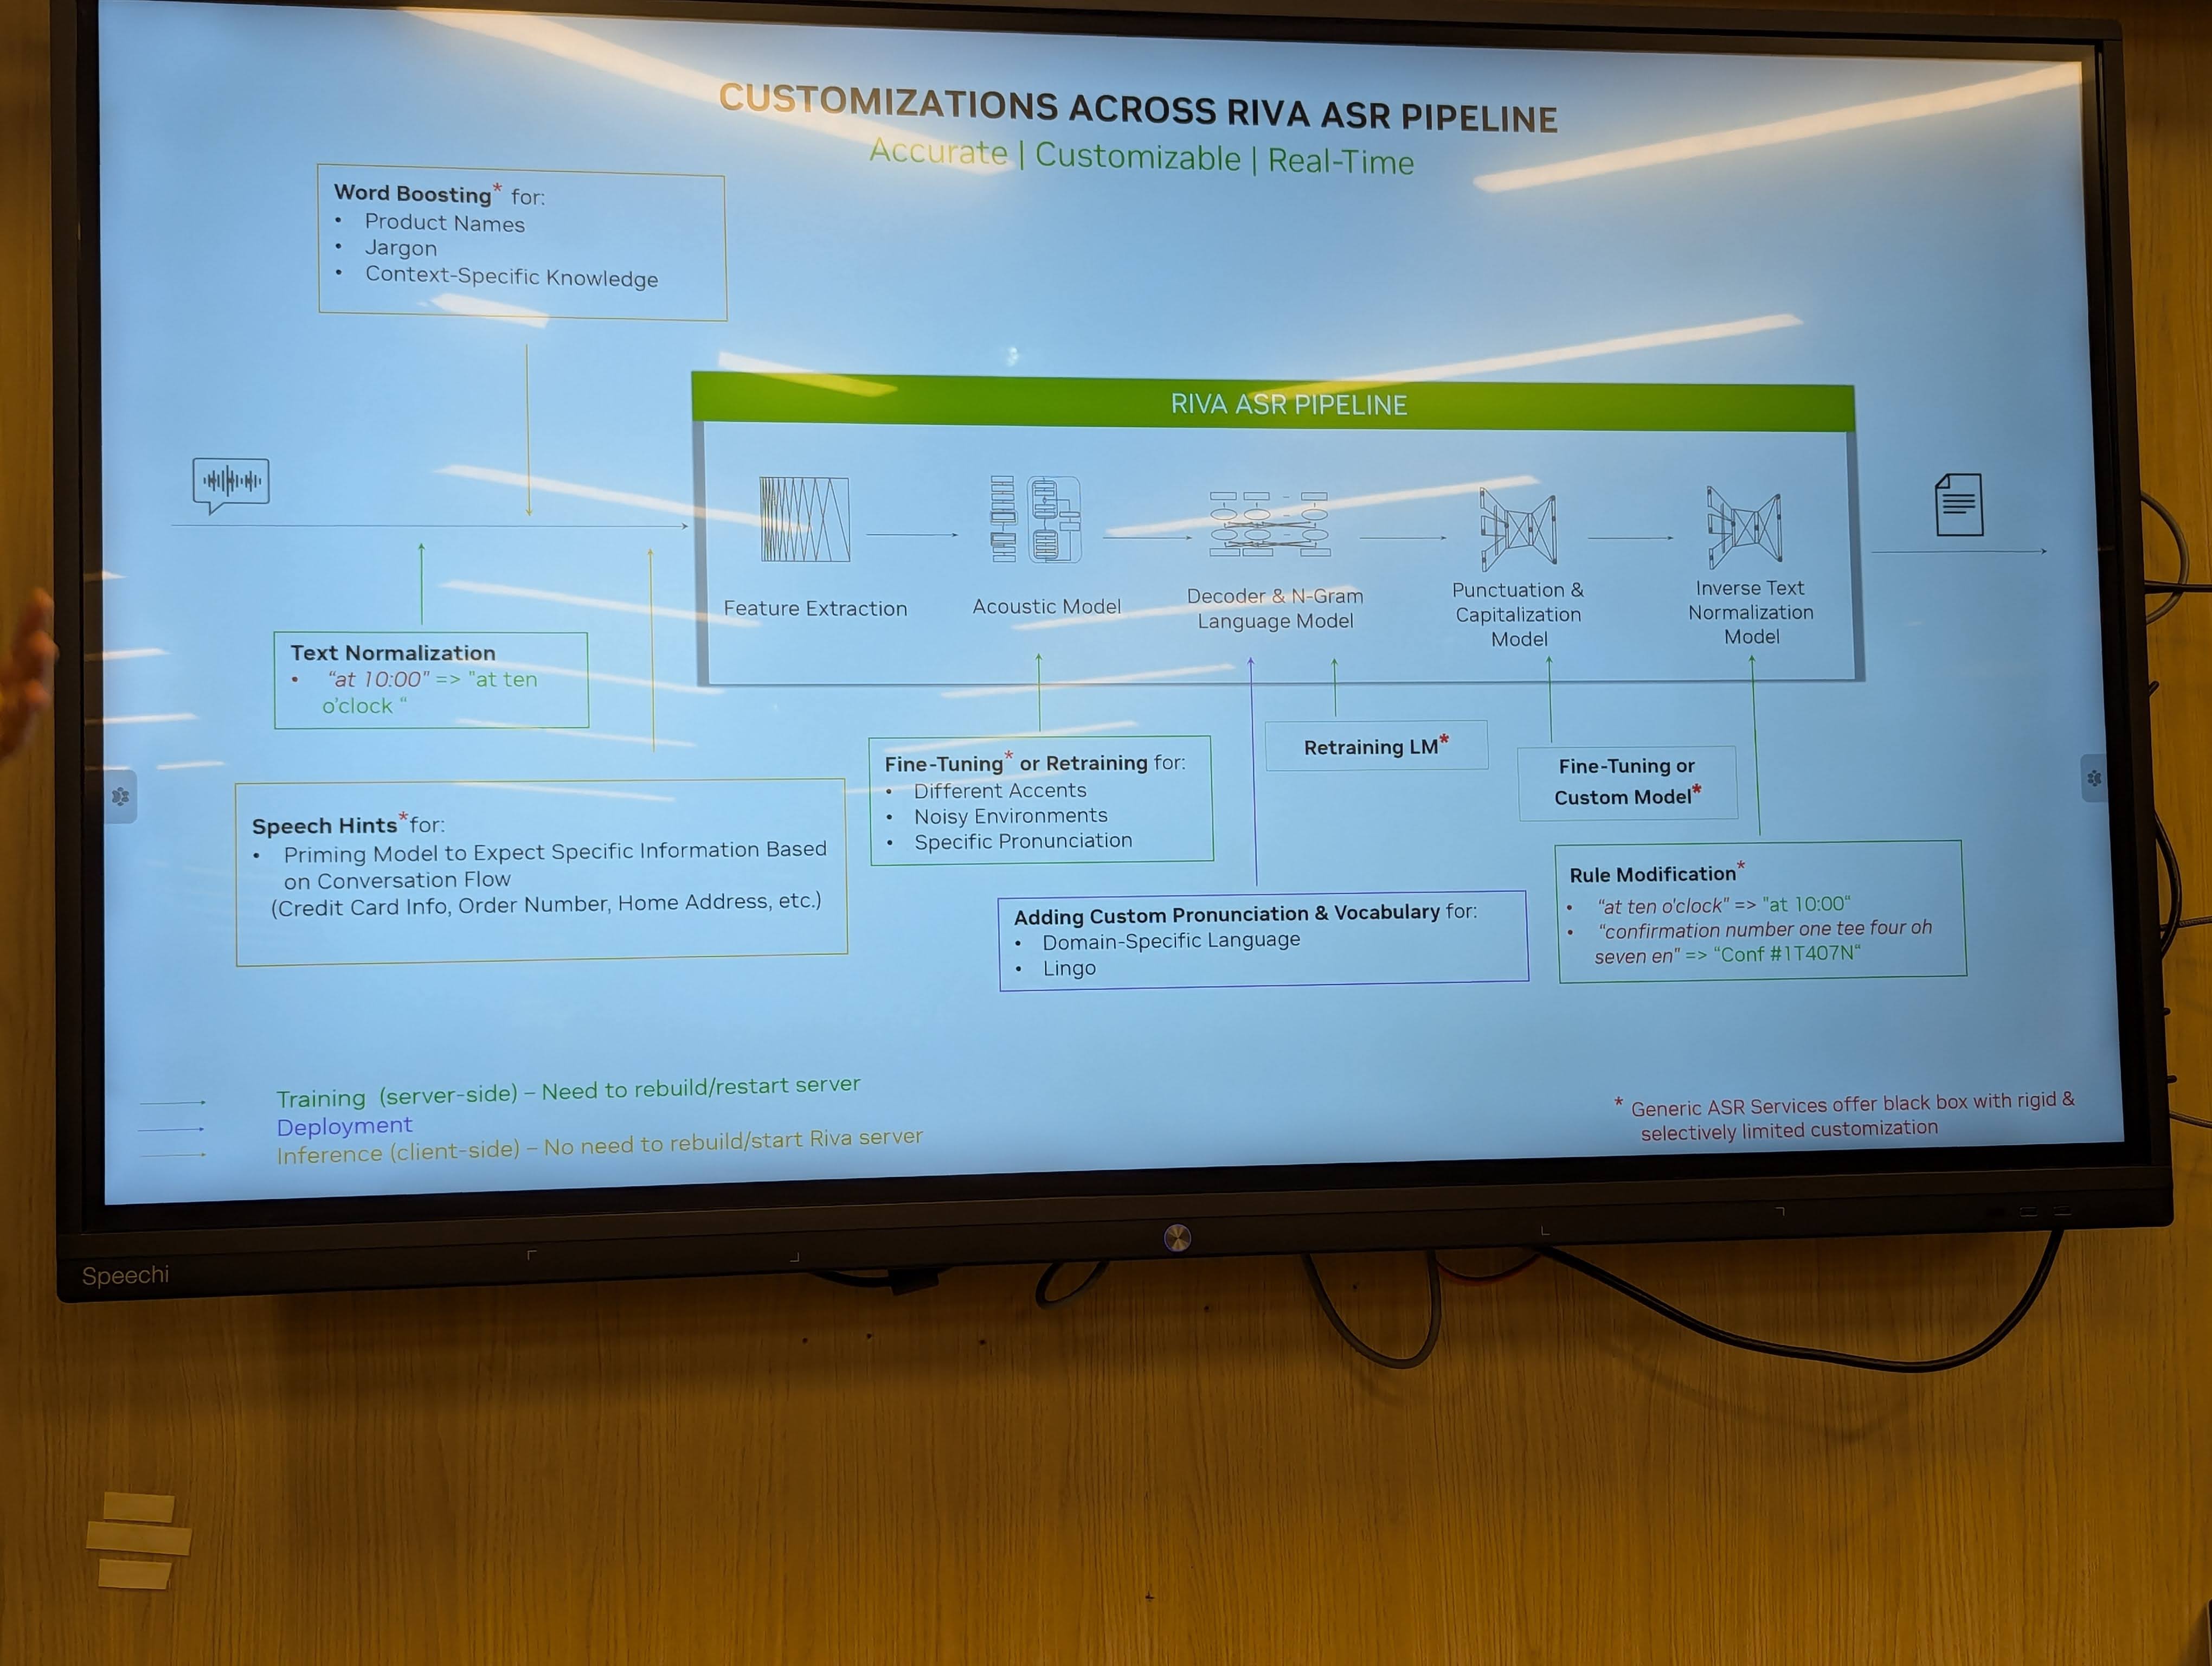 CUSTOMIZATIONS ACROSS RIVA ASR PIPELINE
Accurate | Customizable | Real-Time
Word Boosting* for:
• Product Names
• Jargon
• Context-Specific Knowledge
RIVA ASR PIPELINE
Feature Extraction
Acoustic Model
Decoder & N-Gram
Language Model
Punctuation &
Capitalization
Model
Inverse Text
Normalization
Model
Text Normalization
• "at 10:00" => "at ten
o'clock "
Speech Hints* for:
• Priming Model to Expect Specific Information Based
on Conversation Flow
(Credit Card Info, Order Number, Home Address, etc.)
Fine-Tuning* or Retraining for:
• Different Accents
• Noisy Environments
• Specific Pronunciation
Retraining LM*
Fine-Tuning or
Custom Model*
Adding Custom Pronunciation & Vocabulary for:
• Domain-Specific Language
• Lingo
Rule Modification*
• "at ten o'clock" => "at 10:00"
• "confirmation number one tee four oh
seven en" => "Conf #1T407N"
Training (server-side) – Need to rebuild/restart server
Deployment
Inference (client-side) – No need to rebuild/start Riva server
* Generic ASR Services offer black box with rigid &
selectively limited customization
Speechi